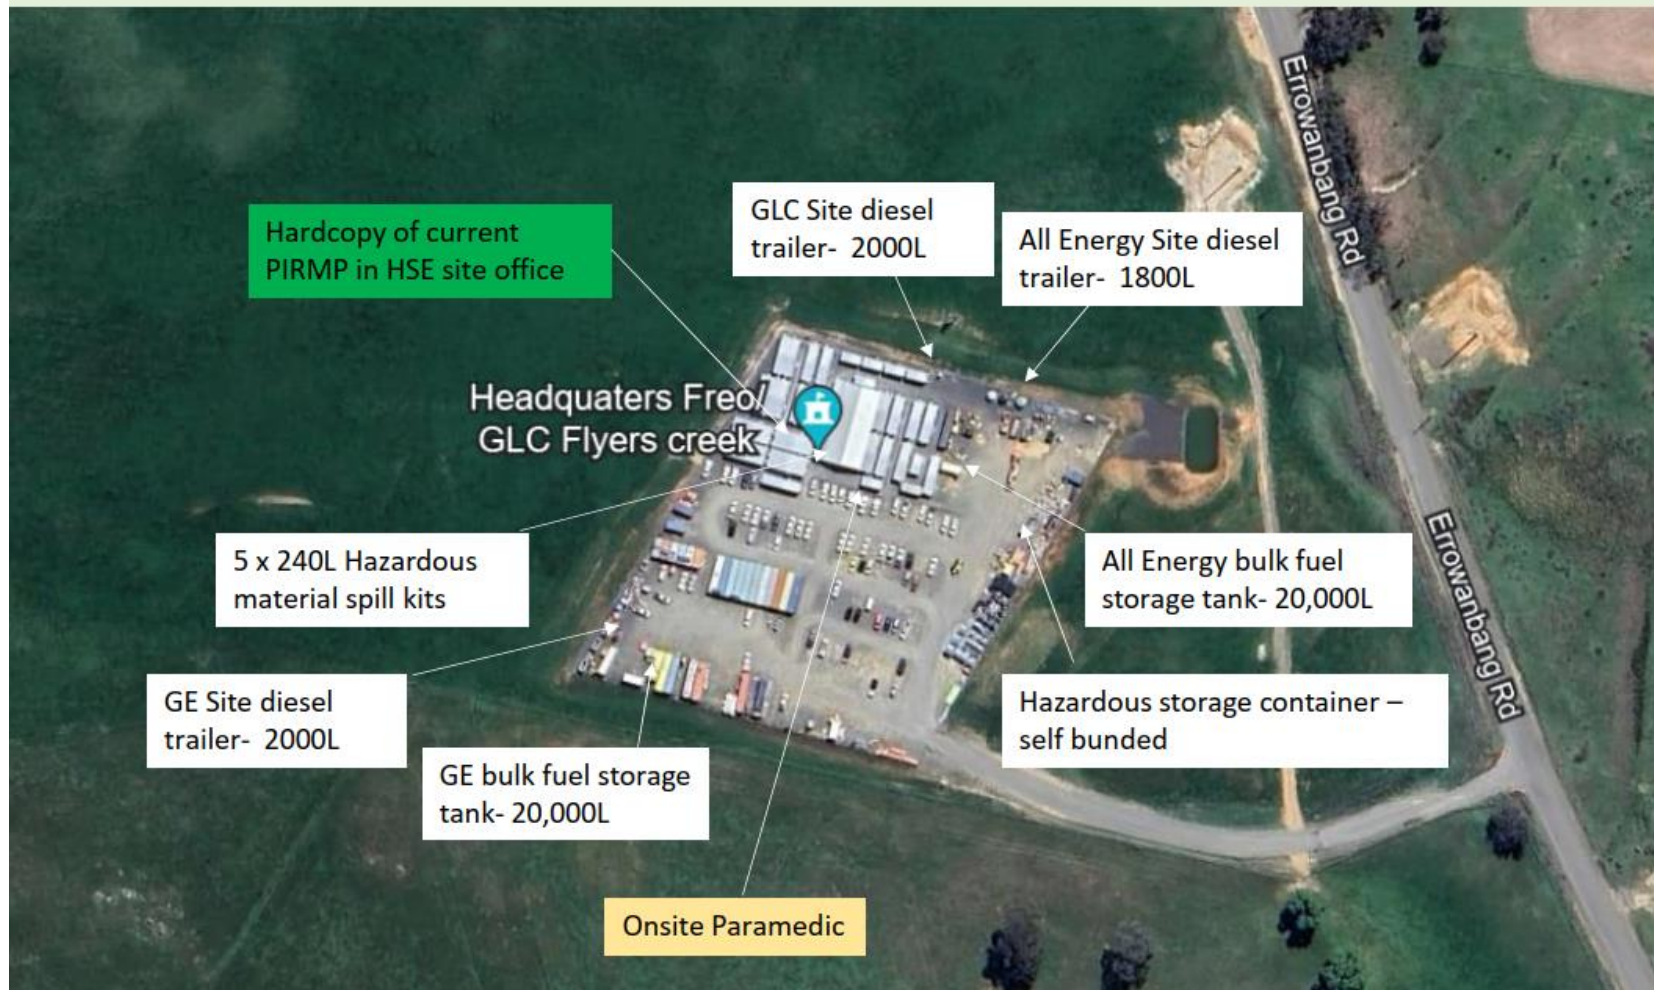 Errowanbang Rd
GLC Site diesel
trailer-  2000L
Hardcopy of current
PIRMP in HSE site office
All Energy Site diesel
trailer-  1800L
Headquaters Freo/
GLC Flyers creek
5 x 240L Hazardous
material spill kits
All Energy bulk fuel
storage tank- 20,000L
Errowanbang Rd
GE Site diesel
trailer-  2000L
Hazardous storage container –
self bunded
GE bulk fuel storage
tank- 20,000L
Onsite Paramedic